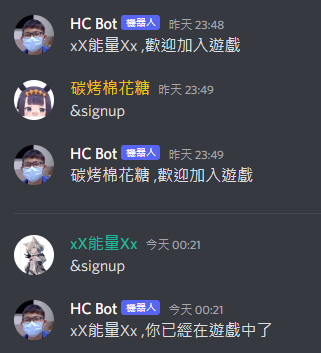 HC Bot 機器人 昨天 23:48
xX能量Xx ,歡迎加入遊戲
碳烤棉花糖 昨天 23:49
&signup
HC Bot 機器人 昨天 23:49
碳烤棉花糖 ,歡迎加入遊戲
xX能量Xx 今天 00:21
&signup
HC Bot 機器人 今天 00:21
xX能量Xx ,你已經在遊戲中了